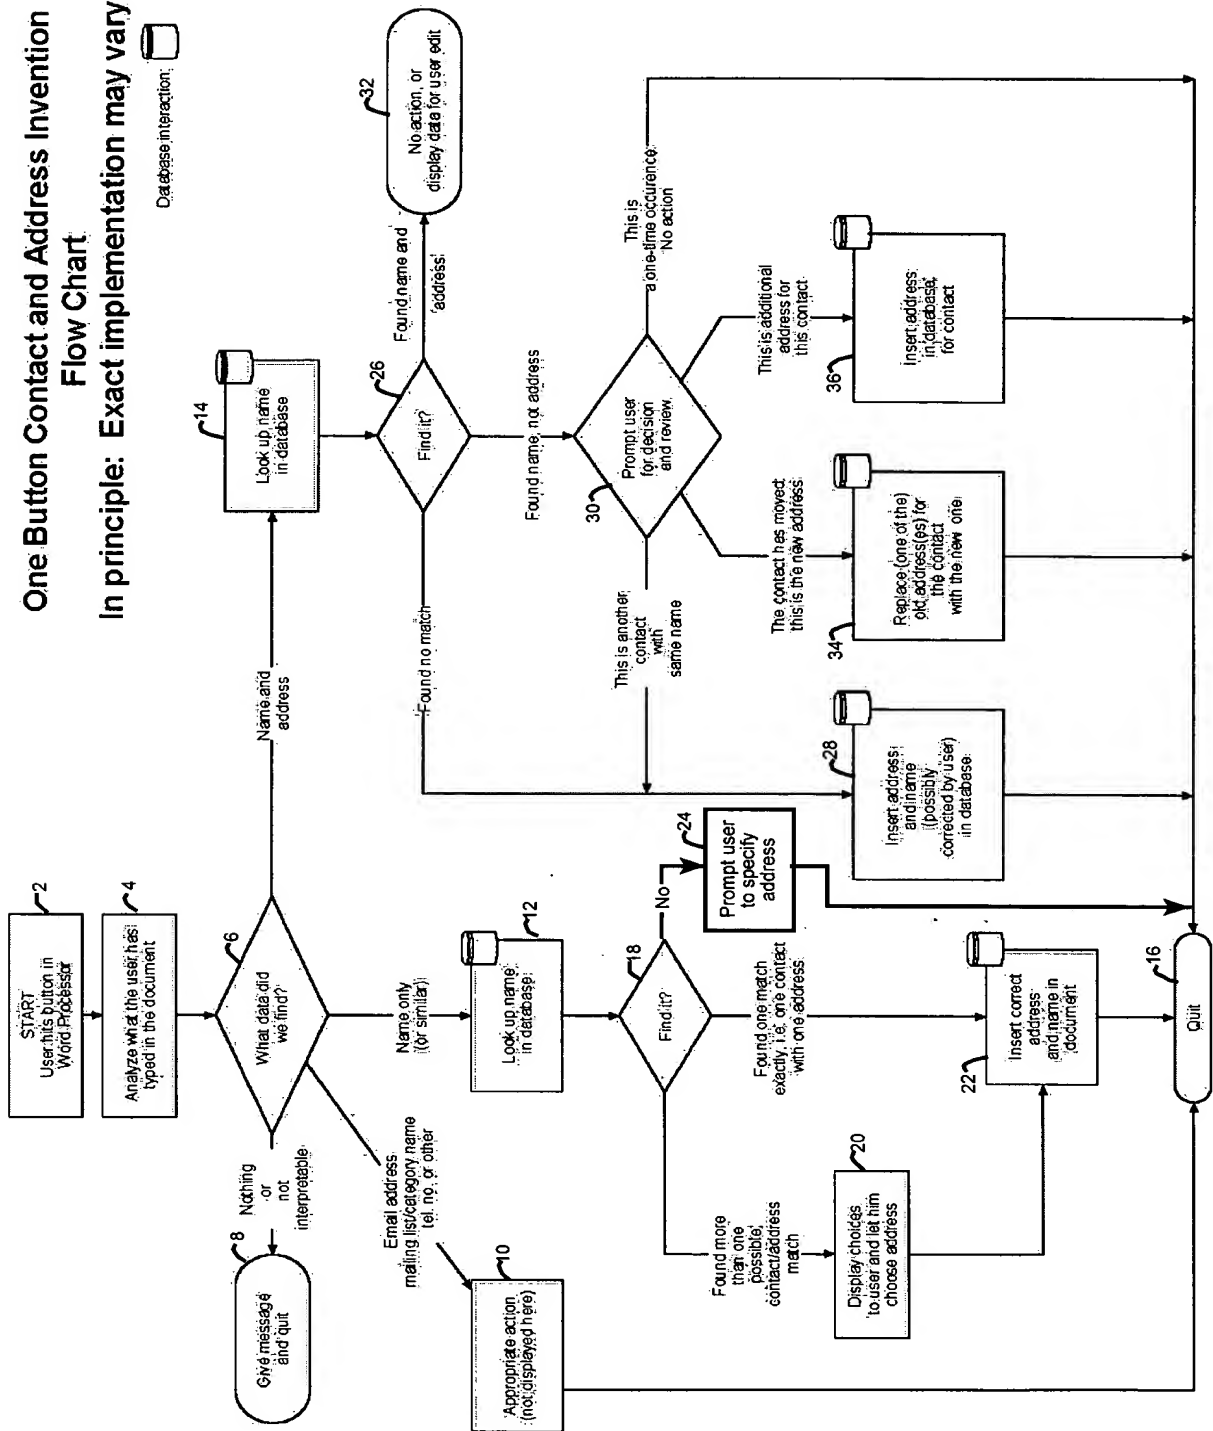 One Button Contact and Address Invention
Flow Chart
In principle: Exact implementation may vary
Database interaction
2
START
User hits button in
Word Processor
4
Analyze what the user has
typed in the document
6
What data did
we find?
Nothing
or
not
interpretable
8
Give message
and quit
Email address
mailing list/category name
tel. no. or other
10
Appropriate action
(not displayed here)
Name only
(or similar)
12
Look up name
in database
Name and
address
14
Look up name
in database
18
Find it?
No
24
Prompt user
to specify
address
Found one match
exactly, i.e. one contact
with one address
Found more
than one
possible
contact/address
match
20
Display choices
to user and let him
choose address
22
Insert correct
address
and name in
document
16
Quit
26
Find it?
Found name and
address
32
No action, or
display data for user edit
Found no match
Found name, not address
30
Prompt user
for decision
and review
This is another
contact
with
same name
The contact has moved;
this is the new address
This is additional
address for
this contact
This is
a one-time occurence.
No action
28
Insert address
and name
(possibly
corrected by user)
in database
34
Replace (one of the)
old address(es) for
the contact
with the new one
36
Insert address
in database
for contact